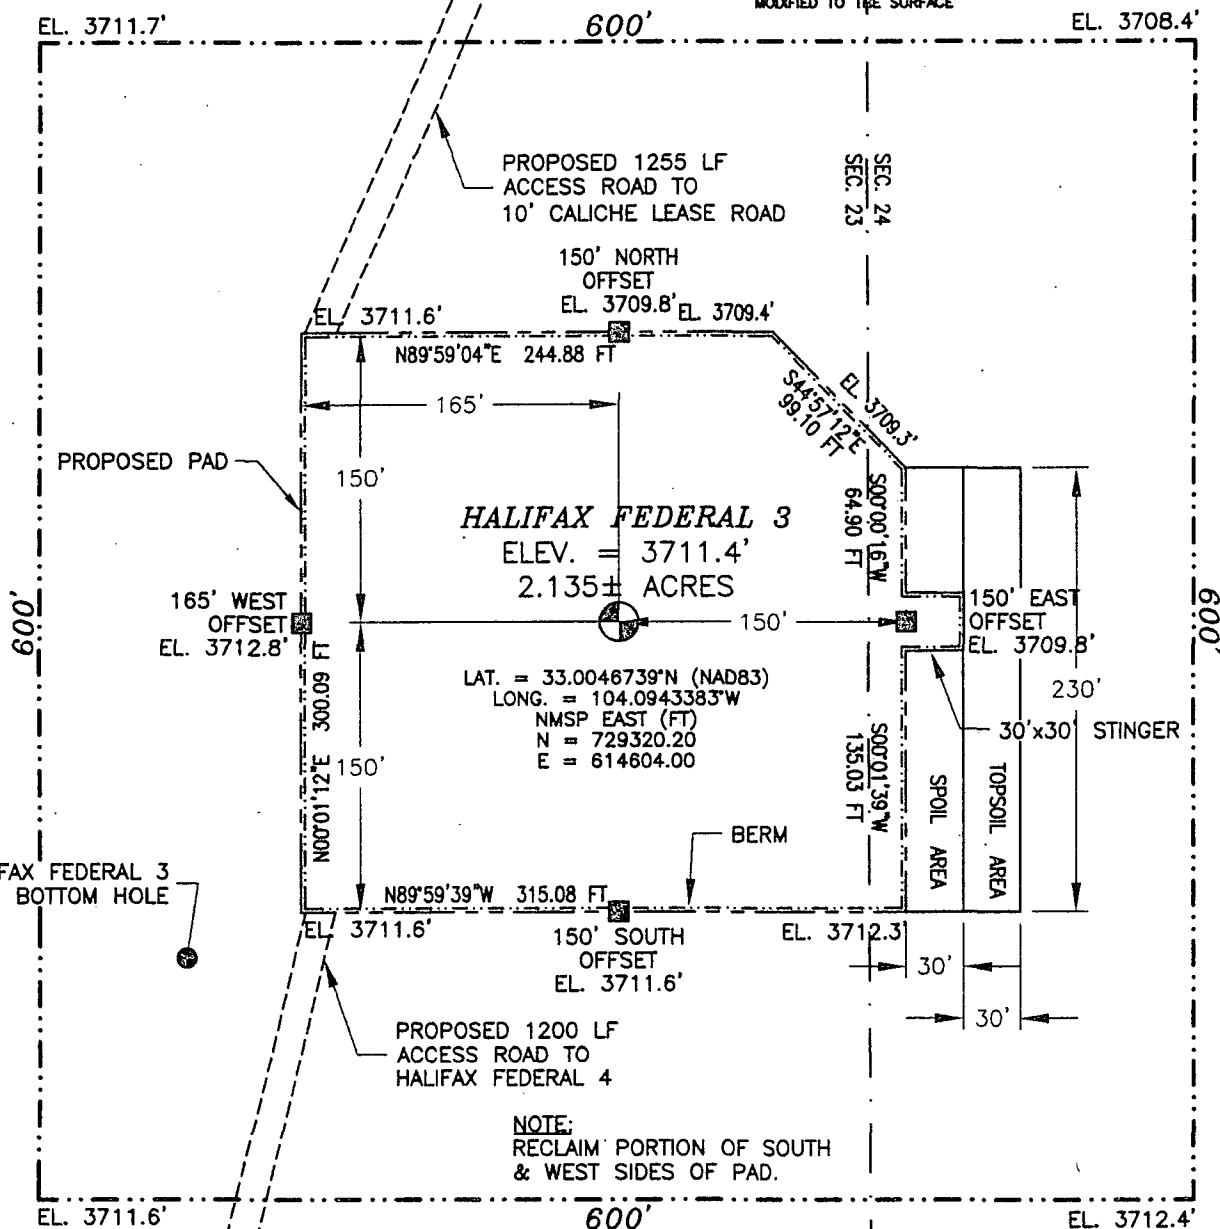 MODIFIED TO THE SURFACE
EL. 3711.7'
600'
EL. 3708.4'
PROPOSED 1255 LF
ACCESS ROAD TO
10' CALICHE LEASE ROAD
SEC. 24
SEC. 23
150' NORTH
OFFSET
EL. 3709.8'
EL. 3711.6'
EL. 3709.4'
N89°59'04"E 244.88 FT
EL. 3709.3'
S44°57'12"E
99.10 FT
165'
PROPOSED PAD
150'
S00°00'16"W
64.90 FT
HALIFAX FEDERAL 3
ELEV. = 3711.4'
2.135± ACRES
600'
165' WEST
OFFSET
EL. 3712.8'
150'
150' EAST
OFFSET
EL. 3709.8'
600'
LAT. = 33.0046739°N (NAD83)
LONG. = 104.0943383°W
NMSP EAST (FT)
N = 729320.20
E = 614604.00
230'
30'x30' STINGER
N00°01'12"E 300.09 FT
150'
S00°01'39"W
135.03 FT
SPOIL AREA
TOPSOIL AREA
BERM
FAX FEDERAL 3
BOTTOM HOLE
N89°59'39"W 315.08 FT
EL. 3711.6'
150' SOUTH
OFFSET
EL. 3711.6'
EL. 3712.3'
30'
30'
PROPOSED 1200 LF
ACCESS ROAD TO
HALIFAX FEDERAL 4
NOTE:
RECLAIM PORTION OF SOUTH
& WEST SIDES OF PAD.
EL. 3711.6'
600'
EL. 3712.4'